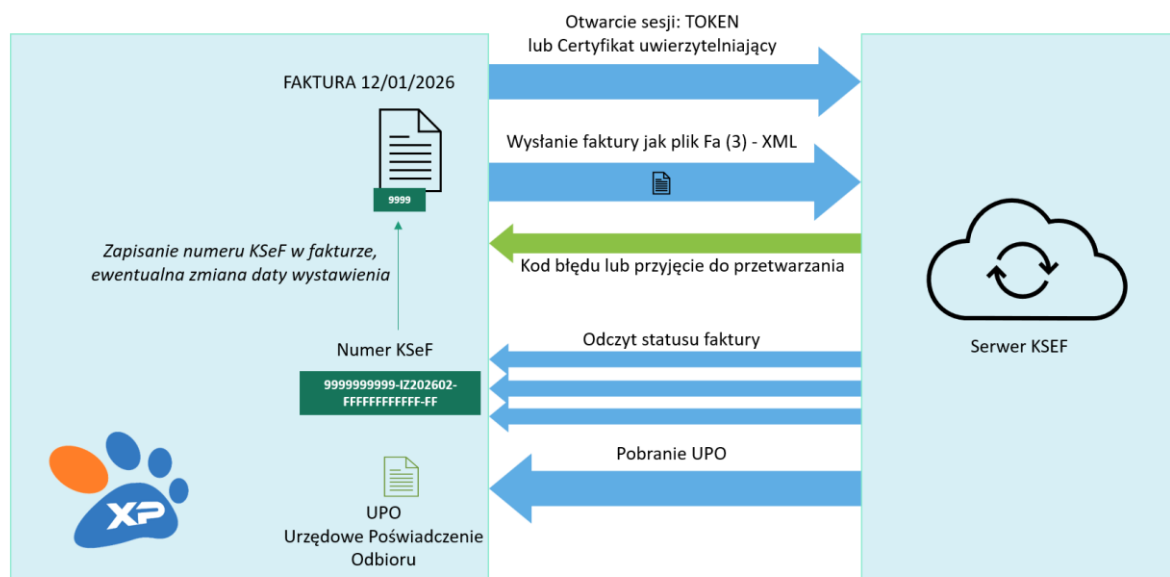 Otwarcie sesji: TOKEN
lub Certyfikat uwierzytelniający
FAKTURA 12/01/2026
Wysłanie faktury jak plik Fa (3) - XML
9999
Zapisanie numeru KSeF w fakturze,
ewentualna zmiana daty wystawienia
Kod błędu lub przyjęcie do przetwarzania
Numer KSeF
Odczyt statusu faktury
Serwer KSEF
9999999999-IZ202602-
FFFFFFFFFFFF-FF
Pobranie UPO
XP
UPO
Urzędowe Poświadczenie
Odbioru